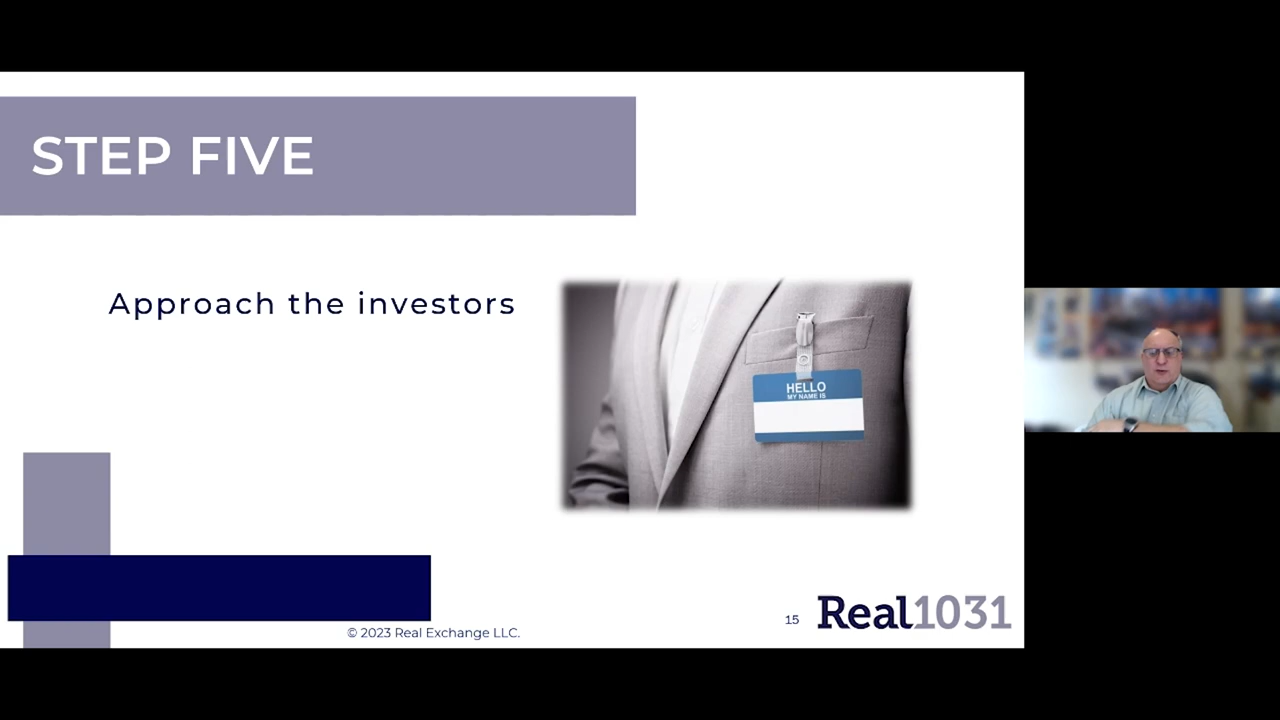 STEP FIVE
Approach the investors
HELLO
MY NAME IS
© 2023 Real Exchange LLC.
15
Real1031